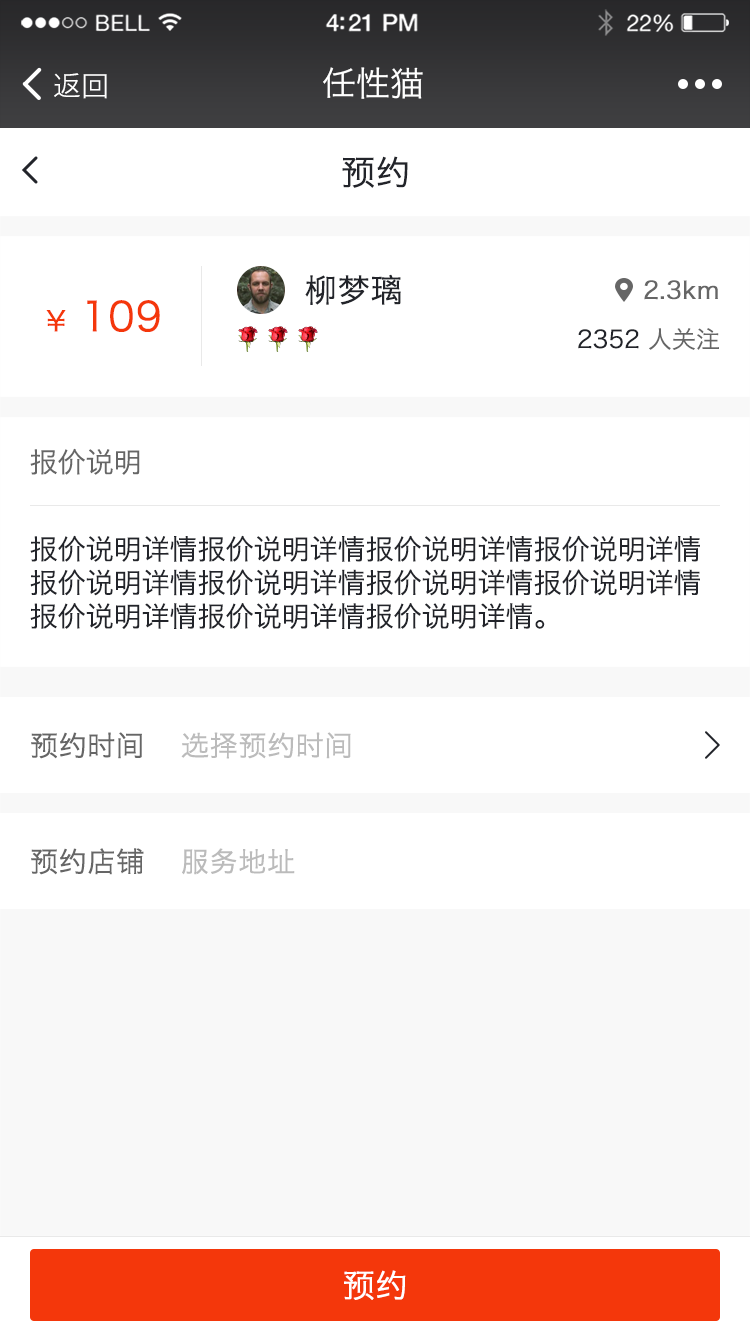 BELL 4:21 PM 22%
返回 任性猫
预约
¥ 109
柳梦璃 2.3km
2352 人关注
报价说明
报价说明详情报价说明详情报价说明详情报价说明详情
报价说明详情报价说明详情报价说明详情报价说明详情
报价说明详情报价说明详情报价说明详情。
预约时间 选择预约时间
预约店铺 服务地址
预约